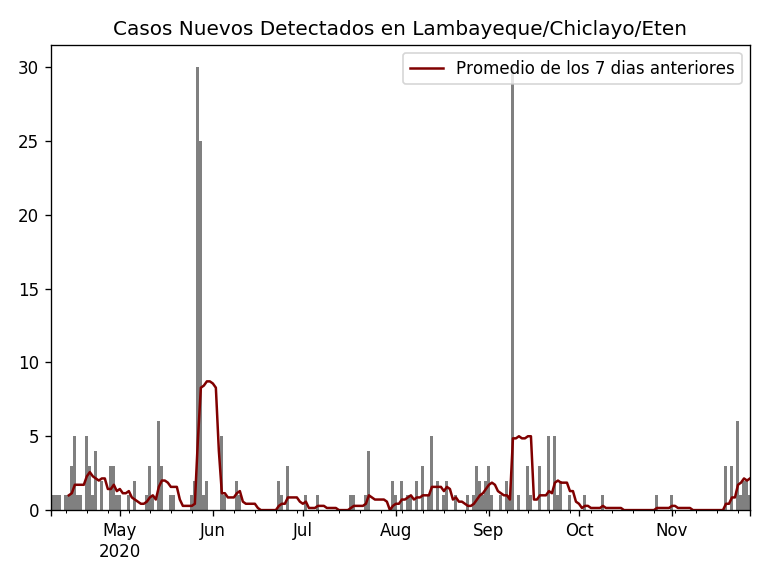 Casos Nuevos Detectados en Lambayeque/Chiclayo/Eten
Promedio de los 7 dias anteriores
30
25
20
15
10
5
0
May Jun Jul Aug Sep Oct Nov
2020